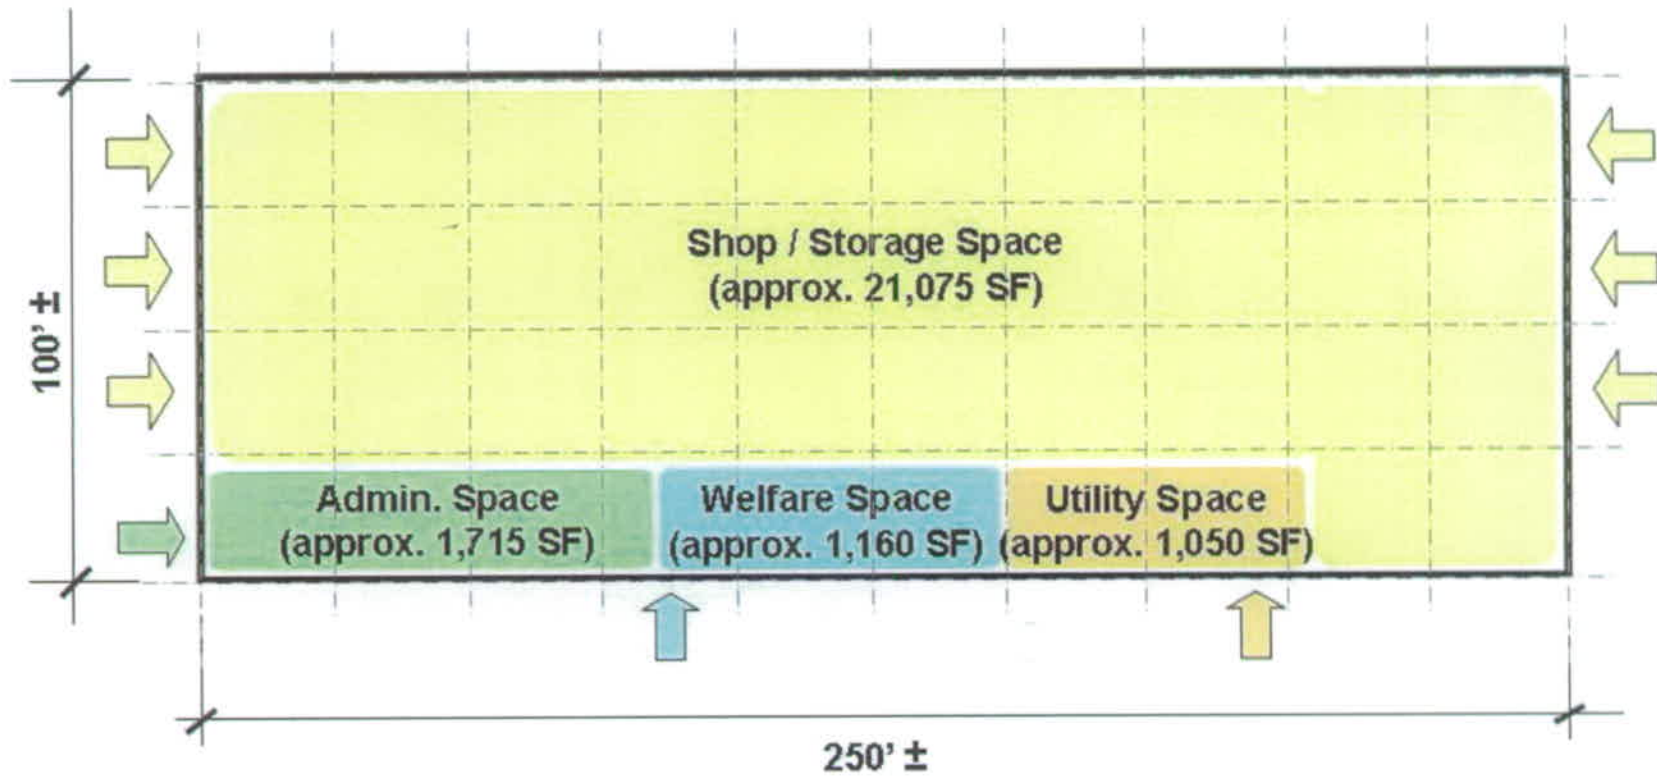 Shop / Storage Space
(approx. 21,075 SF)
100' ±
Admin. Space
(approx. 1,715 SF)
Welfare Space
(approx. 1,160 SF)
Utility Space
(approx. 1,050 SF)
250' ±